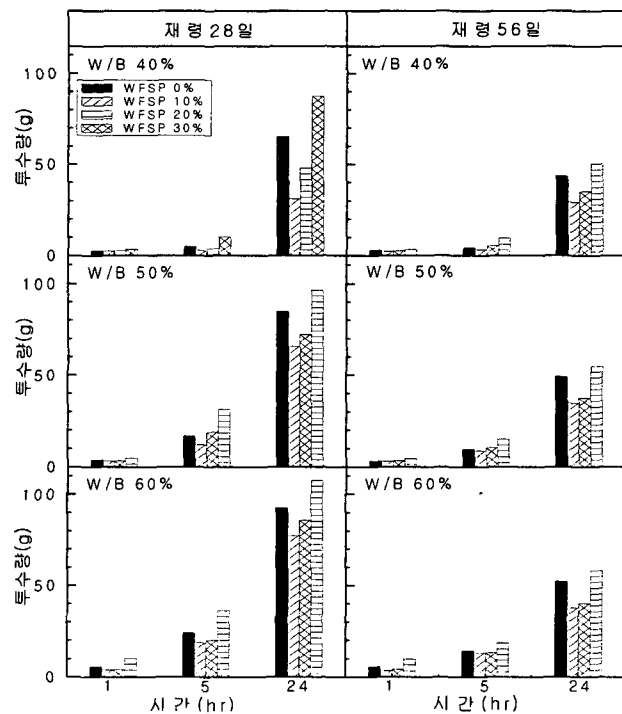 재령28일 재령56일
W/B 40% W/B 40%
WFSP 0%
WFSP 10%
WFSP 20%
WFSP 30%
100
50
0
투수량(g)
W/B 50% W/B 50%
100
50
0
투수량(g)
W/B 60% W/B 60%
100
50
0
투수량(g)
1 5 24 1 5 24
시간(hr) 시간(hr)